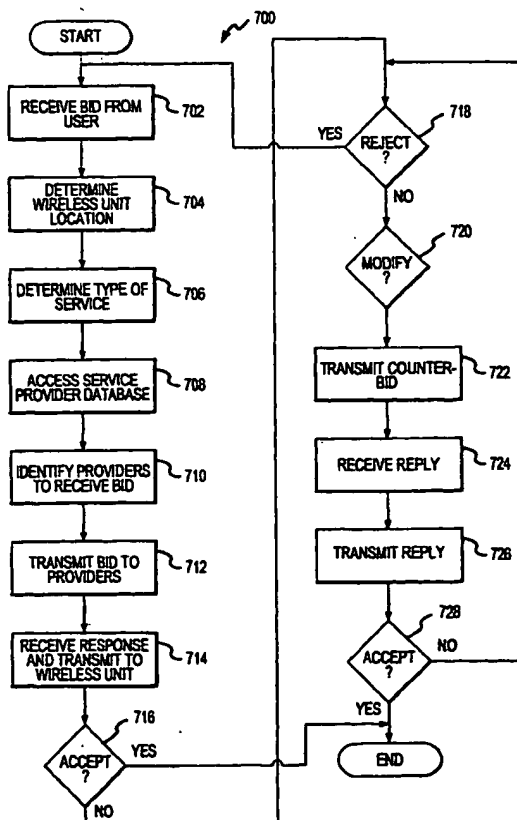 START
700
RECEIVE BID FROM
USER
702
DETERMINE
WIRELESS UNIT
LOCATION
704
DETERMINE TYPE OF
SERVICE
706
ACCESS SERVICE
PROVIDER DATABASE
708
IDENTIFY PROVIDERS
TO RECEIVE BID
710
TRANSMIT BID TO
PROVIDERS
712
RECEIVE RESPONSE
AND TRANSMIT TO
WIRELESS UNIT
714
716
ACCEPT
?
YES
NO
718
YES
REJECT
?
NO
720
MODIFY
?
TRANSMIT COUNTER-
BID
722
RECEIVE REPLY
724
TRANSMIT REPLY
726
728
ACCEPT
?
NO
YES
END